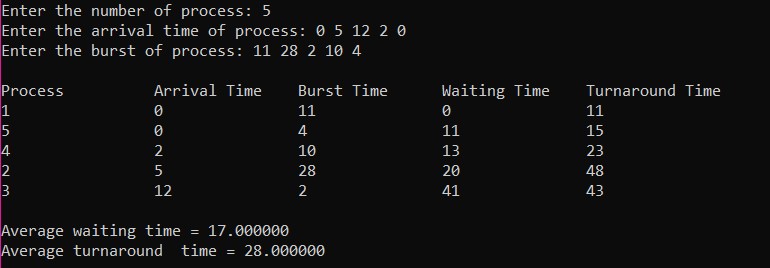 Enter the number of process: 5
Enter the arrival time of process: 0 5 12 2 0
Enter the burst of process: 11 28 2 10 4
Process Arrival Time Burst Time Waiting Time Turnaround Time
1 0 11 0 11
5 0 4 11 15
4 2 10 13 23
2 5 28 20 48
3 12 2 41 43
Average waiting time = 17.000000
Average turnaround  time = 28.000000